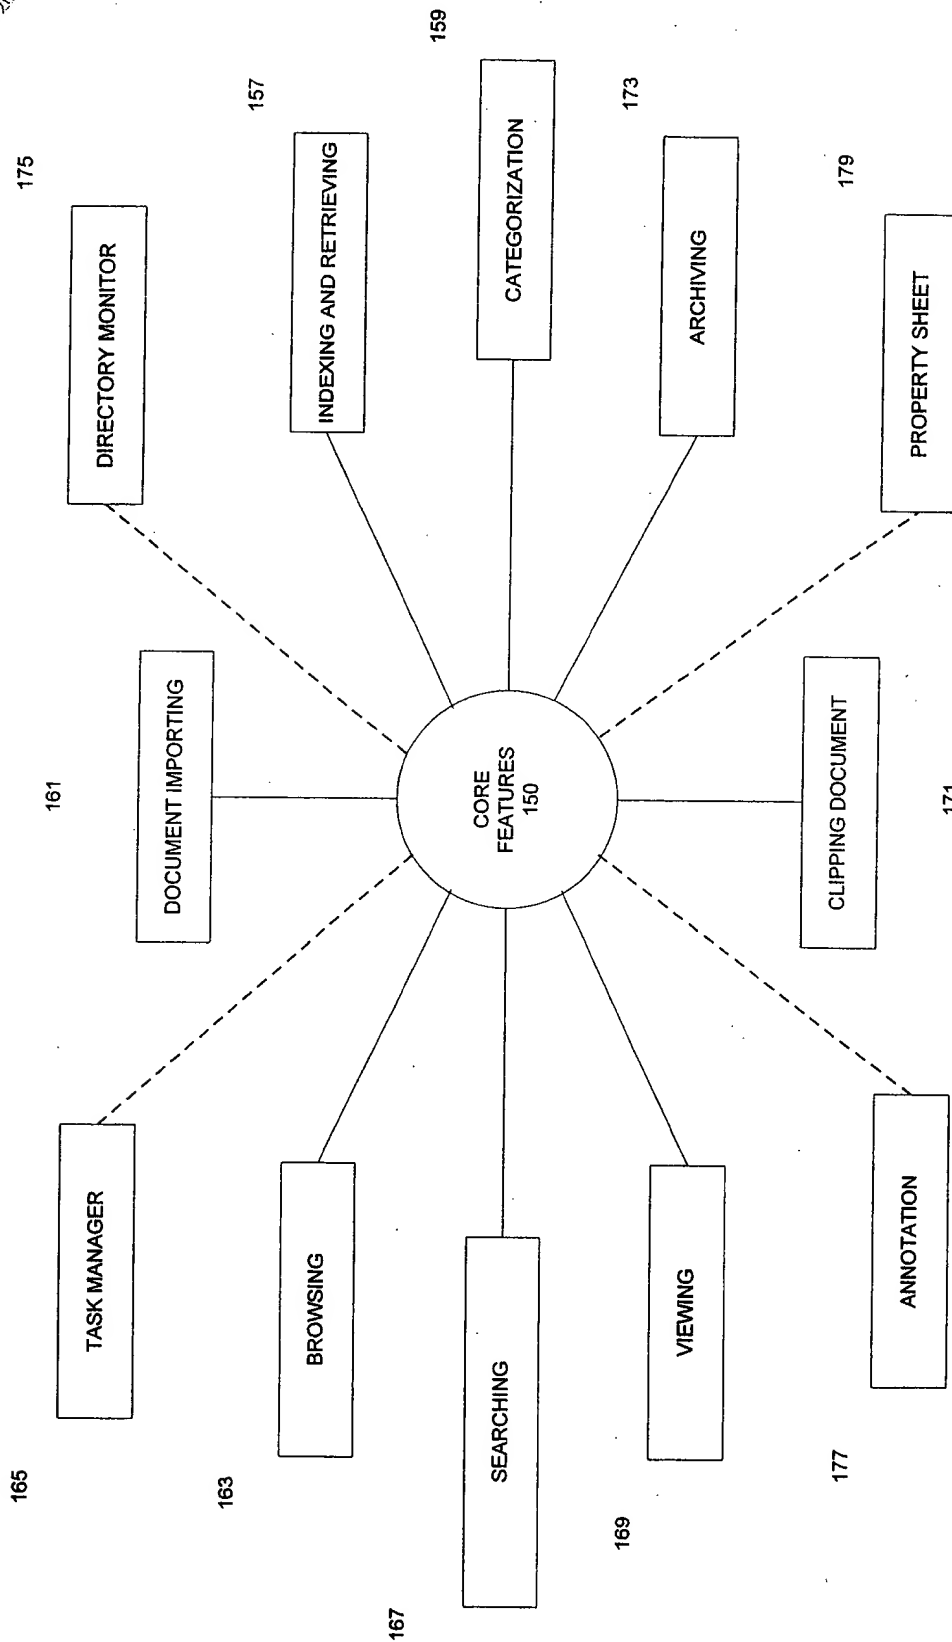 165
TASK MANAGER
161
DOCUMENT IMPORTING
175
DIRECTORY MONITOR
163
BROWSING
157
INDEXING AND RETRIEVING
167
SEARCHING
CORE
FEATURES
150
159
CATEGORIZATION
169
VIEWING
173
ARCHIVING
177
ANNOTATION
CLIPPING DOCUMENT
171
179
PROPERTY SHEET